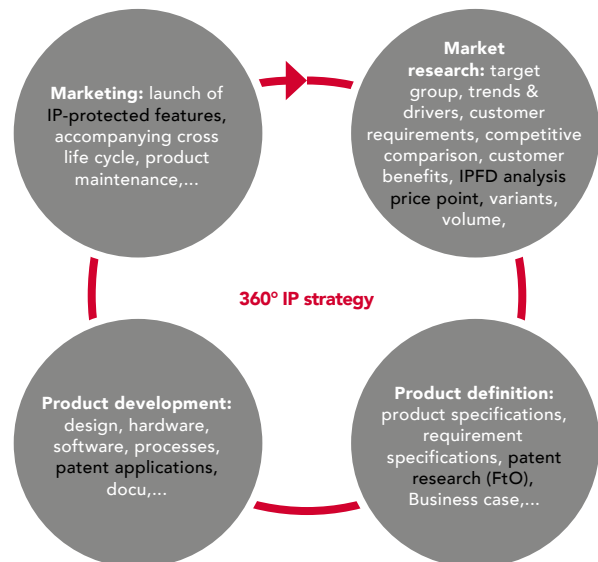 Marketing: launch of
IP-protected features,
accompanying cross
life cycle, product
maintenance,...
Market
research: target
group, trends &
drivers, customer
requirements, competitive
comparison, customer
benefits, IPFD analysis
price point, variants,
volume,
360° IP strategy
Product development:
design, hardware,
software, processes,
patent applications,
docu,...
Product definition:
product specifications,
requirement
specifications, patent
research (FtO),
Business case,...